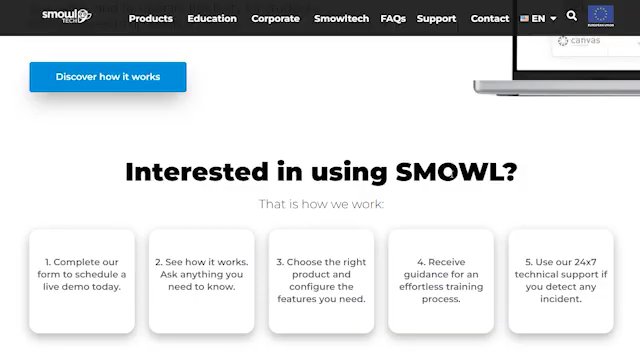 smowl TECH
Products Education Corporate Smowltech FAQs Support Contact EN
EUROPEAN UNION
canvas
Discover how it works
Interested in using SMOWL?
That is how we work:
1. Complete our form to schedule a live demo today.
2. See how it works. Ask anything you need to know.
3. Choose the right product and configure the features you need.
4. Receive guidance for an effortless training process.
5. Use our 24x7 technical support if you detect any incident.